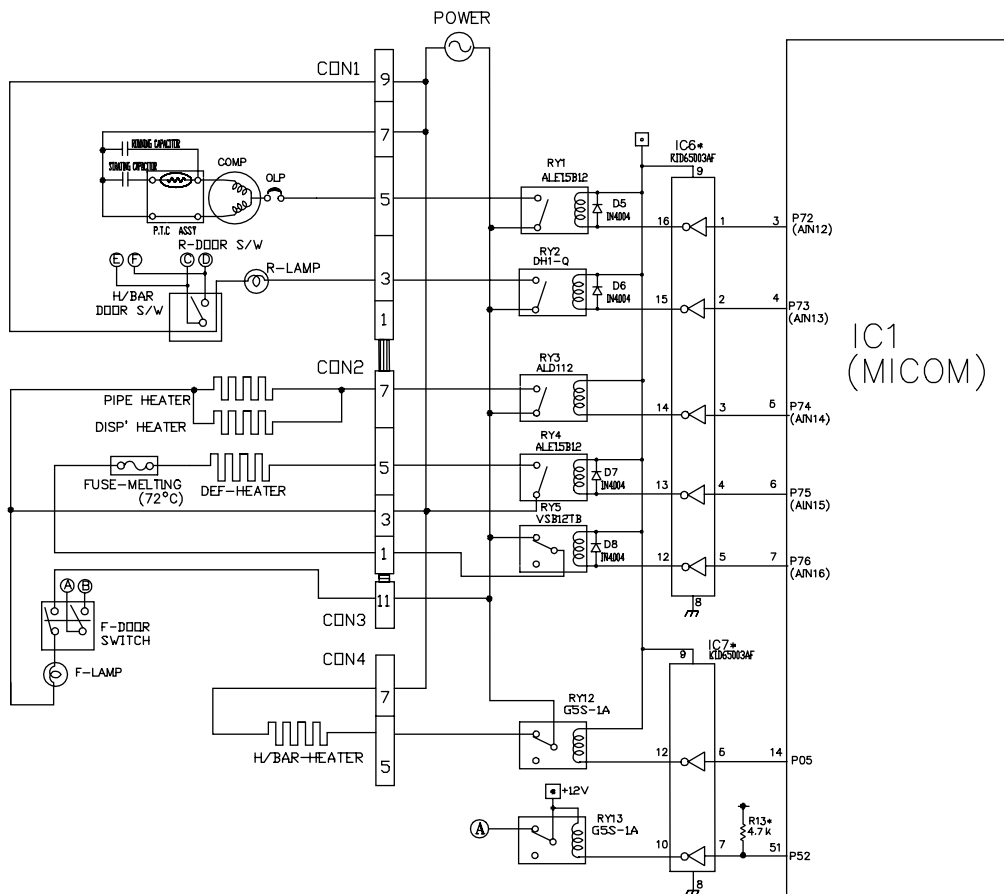 POWER
CON1
9
7
RUNNING CAPACITOR
STARTING CAPACITOR
COMP
OLP
5
P.T.C ASSY
R-DOOR S/W
E F C D
R-LAMP
H/BAR
DOOR S/W
3
1
RY1
ALE15B12
D5
IN4004
RY2
DH1-Q
D6
IN4004
IC6*
KID65003AF
9
16 1 3 P72
(AIN12)
15 2 4 P73
(AIN13)
IC1
(MICOM)
CON2
7
PIPE HEATER
DISP' HEATER
RY3
ALD112
14 3 5 P74
(AIN14)
5
FUSE-MELTING
(72°C)
DEF-HEATER
RY4
ALE15B12
D7
IN4004
13 4 6 P75
(AIN15)
3
RY5
VSB12TB
D8
IN4004
1
12 5 7 P76
(AIN16)
8
A B
F-DOOR
SWITCH
11
CON3
F-LAMP
CON4
7
H/BAR-HEATER
5
RY12
G5S-1A
IC7*
KID65003AF
9
12 6 14 P05
+12V
A
RY13
G5S-1A
R13*
4.7 k
10 7 51 P52
8